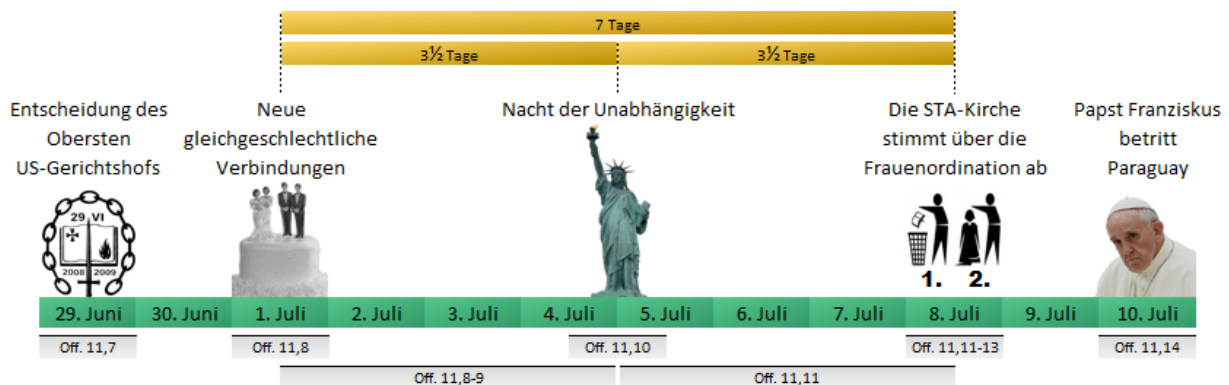 7 Tage
3½ Tage
3½ Tage
Entscheidung des
Obersten
US-Gerichtshofs
Neue
gleichgeschlechtliche
Verbindungen
Nacht der Unabhängigkeit
Die STA-Kirche
stimmt über die
Frauenordination ab
Papst Franziskus
betritt
Paraguay
29 VI
2008 2009
1. 2.
29. Juni
30. Juni
1. Juli
2. Juli
3. Juli
4. Juli
5. Juli
6. Juli
7. Juli
8. Juli
9. Juli
10. Juli
Off. 11,7
Off. 11,8
Off. 11,10
Off. 11,11-13
Off. 11,14
Off. 11,8-9
Off. 11,11